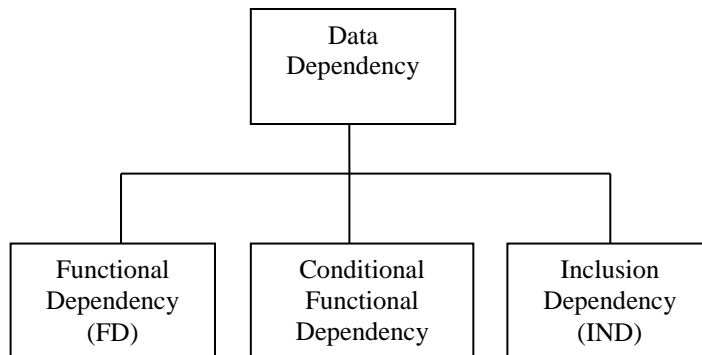 Data
Dependency
Functional
Dependency
(FD)
Conditional
Functional
Dependency
Inclusion
Dependency
(IND)